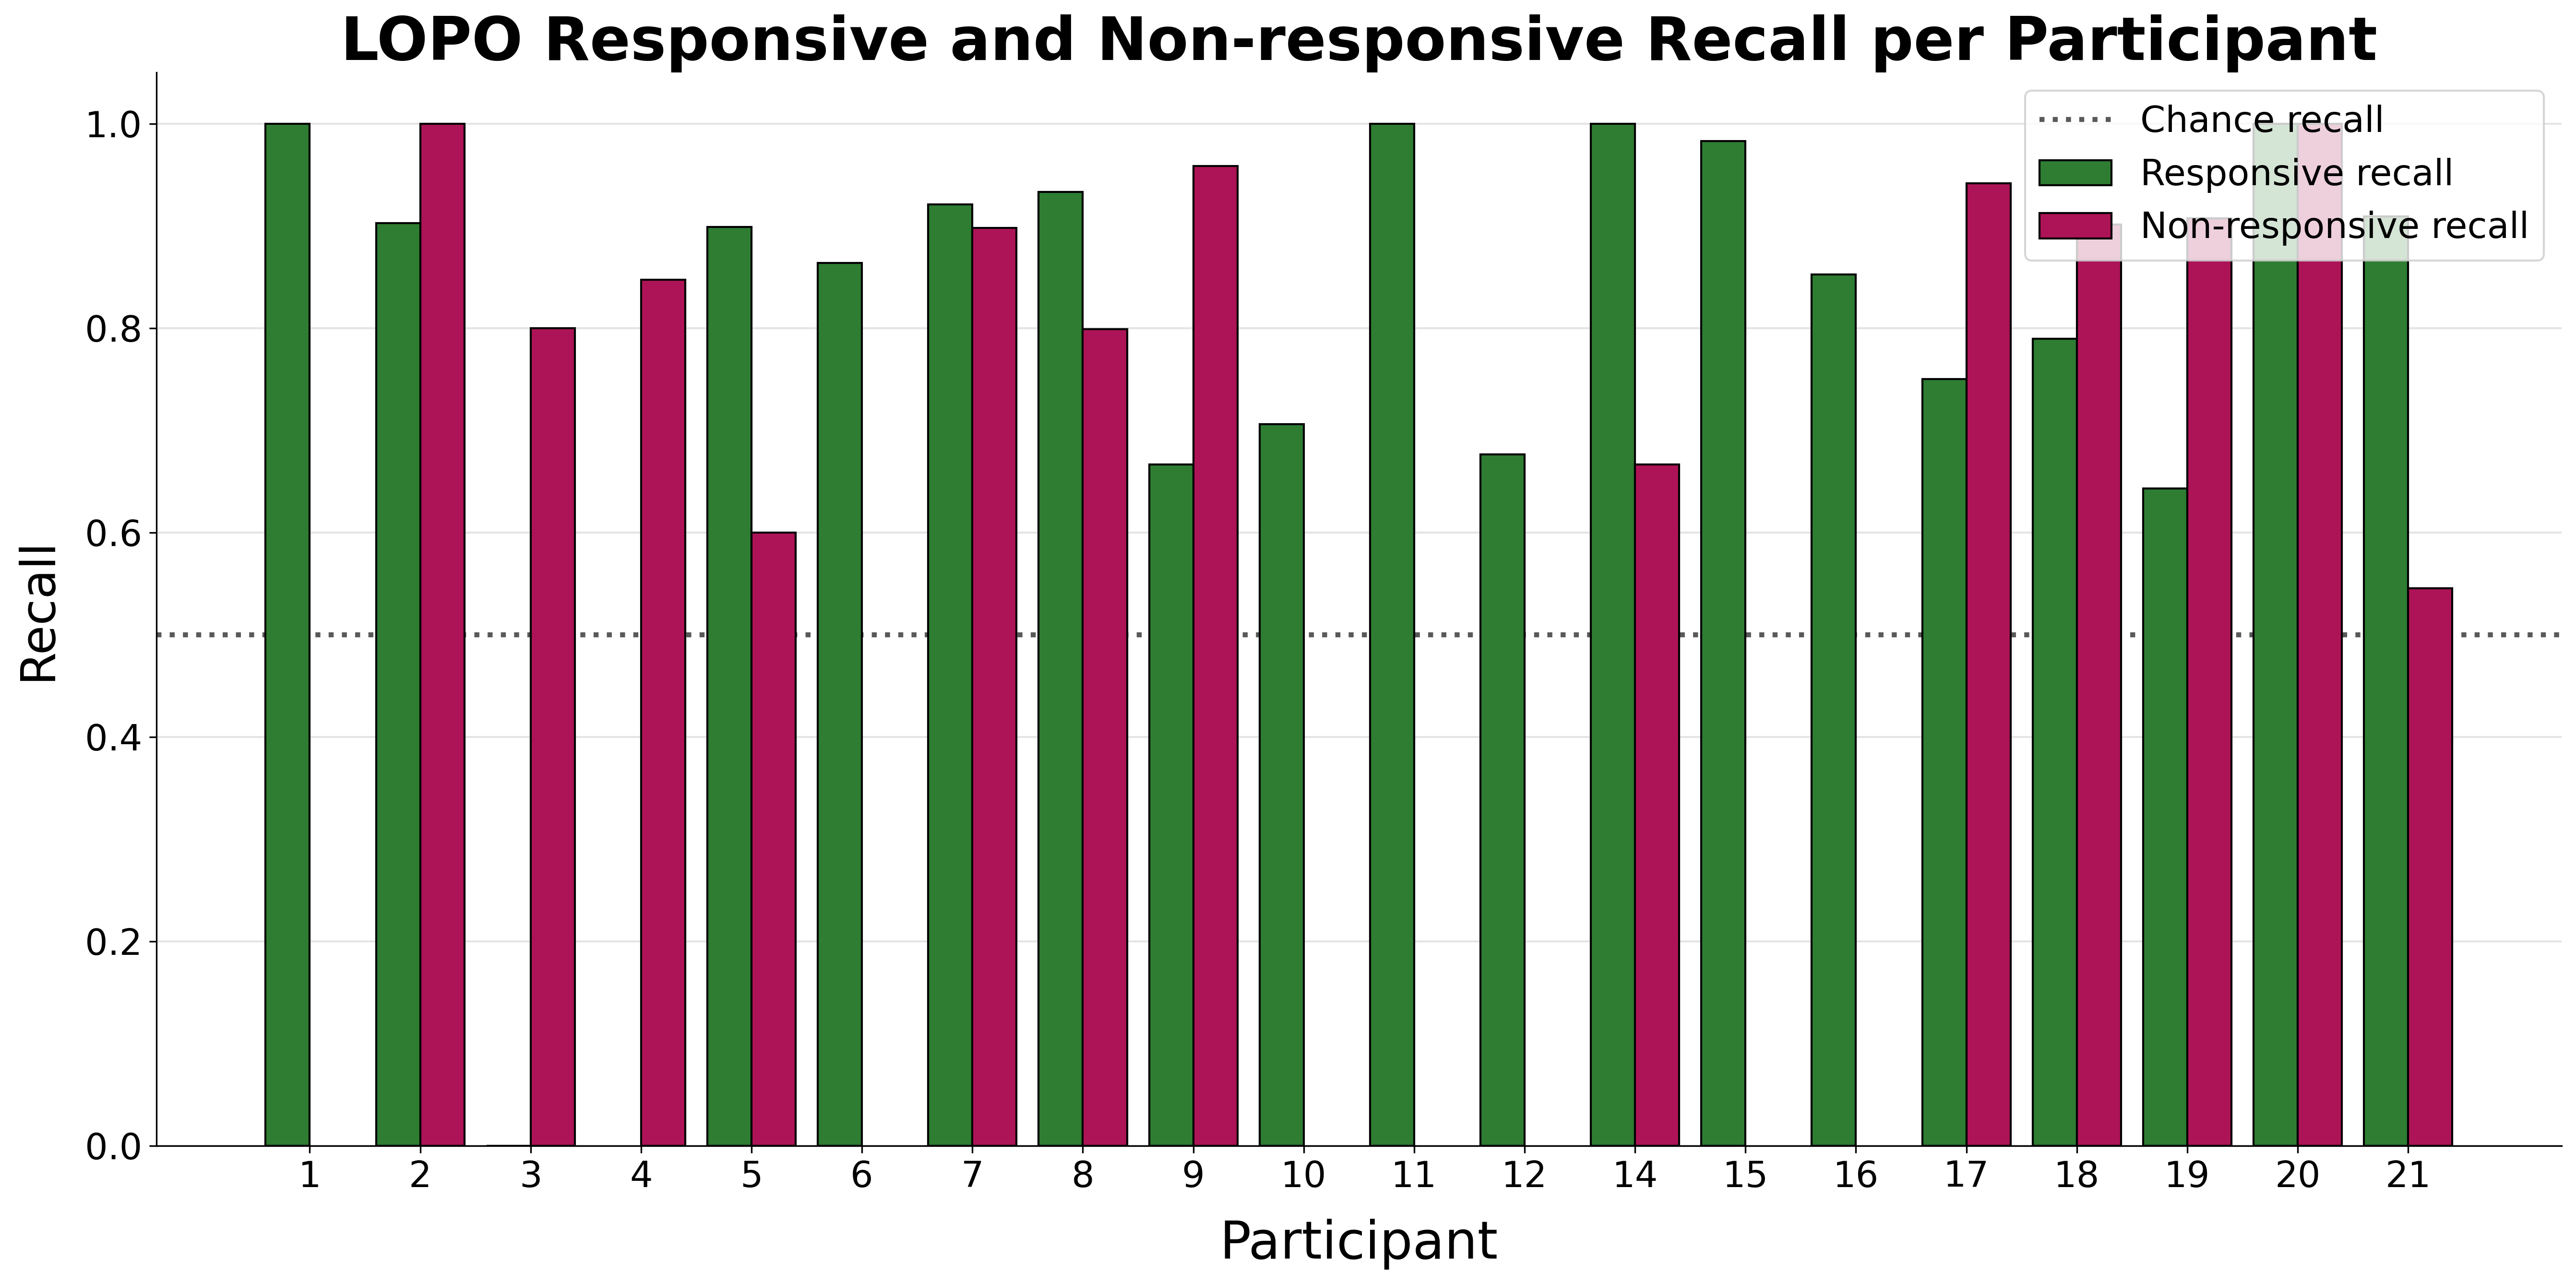 LOPO Responsive and Non-responsive Recall per Participant
Chance recall
Responsive recall
Non-responsive recall
Recall
1.0
0.8
0.6
0.4
0.2
0.0
1 2 3 4 5 6 7 8 9 10 11 12 14 15 16 17 18 19 20 21
Participant